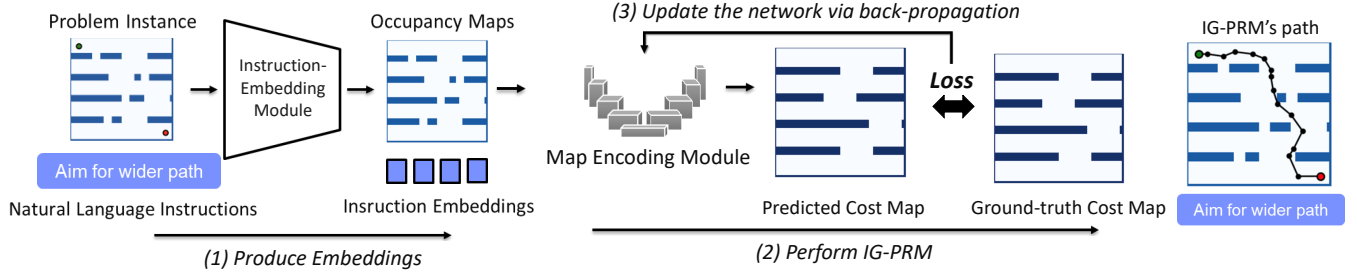 (3) Update the network via back-propagation
Problem Instance
Occupancy Maps
IG-PRM's path
Instruction-
Embedding
Module
Loss
Map Encoding Module
Aim for wider path
Natural Language Instructions
Insruction Embeddings
Predicted Cost Map
Ground-truth Cost Map
Aim for wider path
(1) Produce Embeddings
(2) Perform IG-PRM